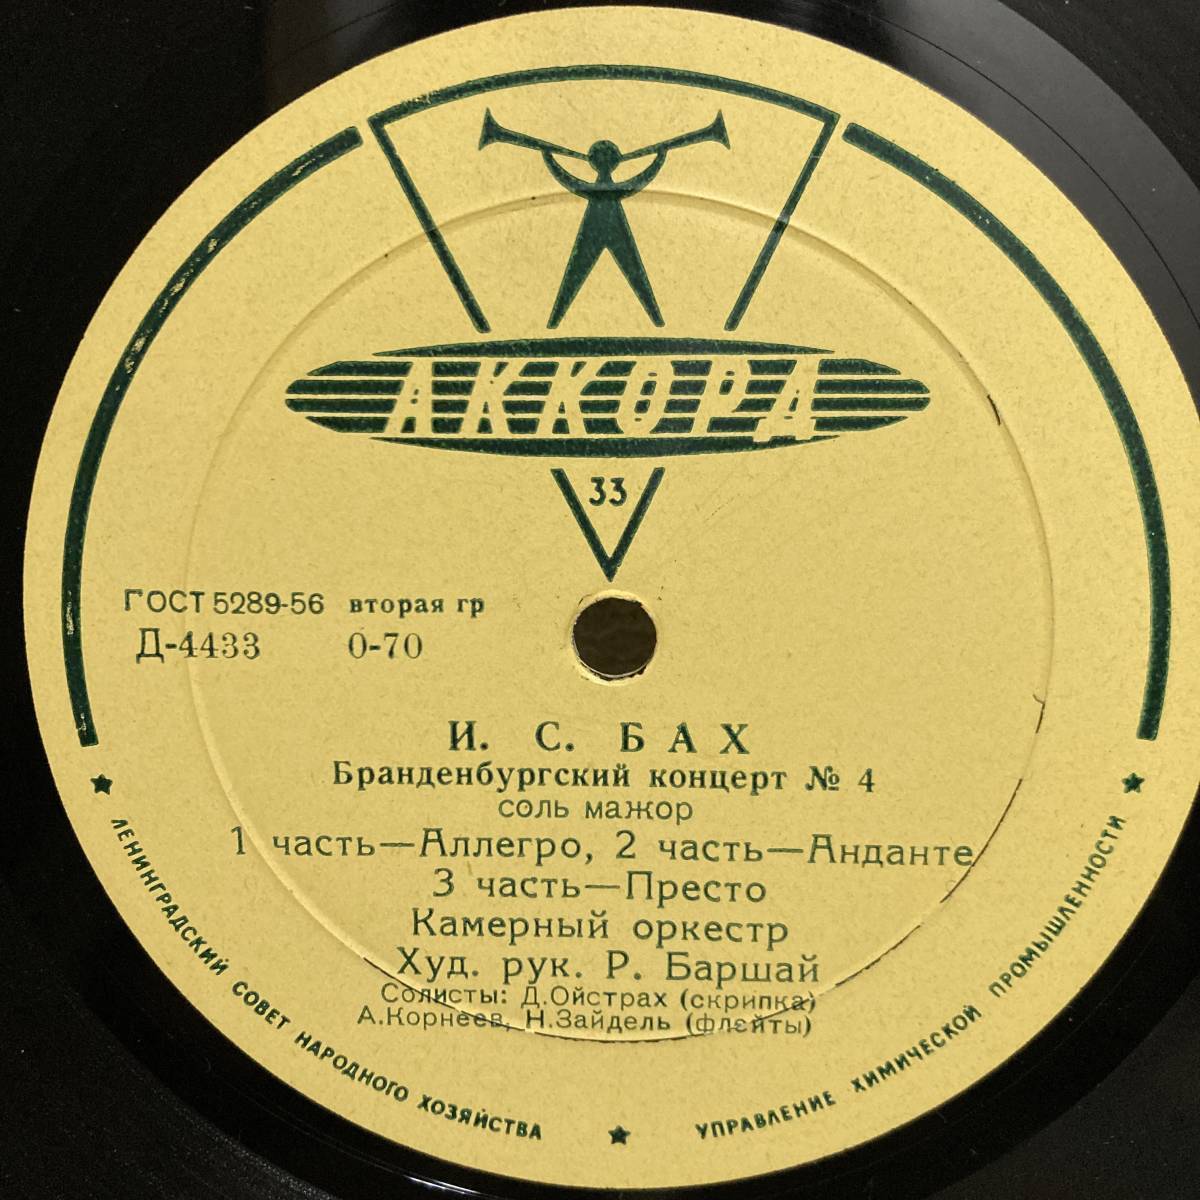 АККОРД
33
ГОСТ 5289-56 вторая гр
Д-4433 0-70
И. С. БАХ
Бранденбургский концерт № 4
соль мажор
1 часть—Аллегро, 2 часть—Анданте
3 часть—Престо
Камерный оркестр
Худ. рук. Р. Баршай
Солисты: Д.Ойстрах (скрипка)
А.Корнеев, Н.Зайдель (флейты)
ЛЕНИНГРАДСКИЙ СОВЕТ НАРОДНОГО ХОЗЯЙСТВА ★ УПРАВЛЕНИЕ ХИМИЧЕСКОЙ ПРОМЫШЛЕННОСТИ